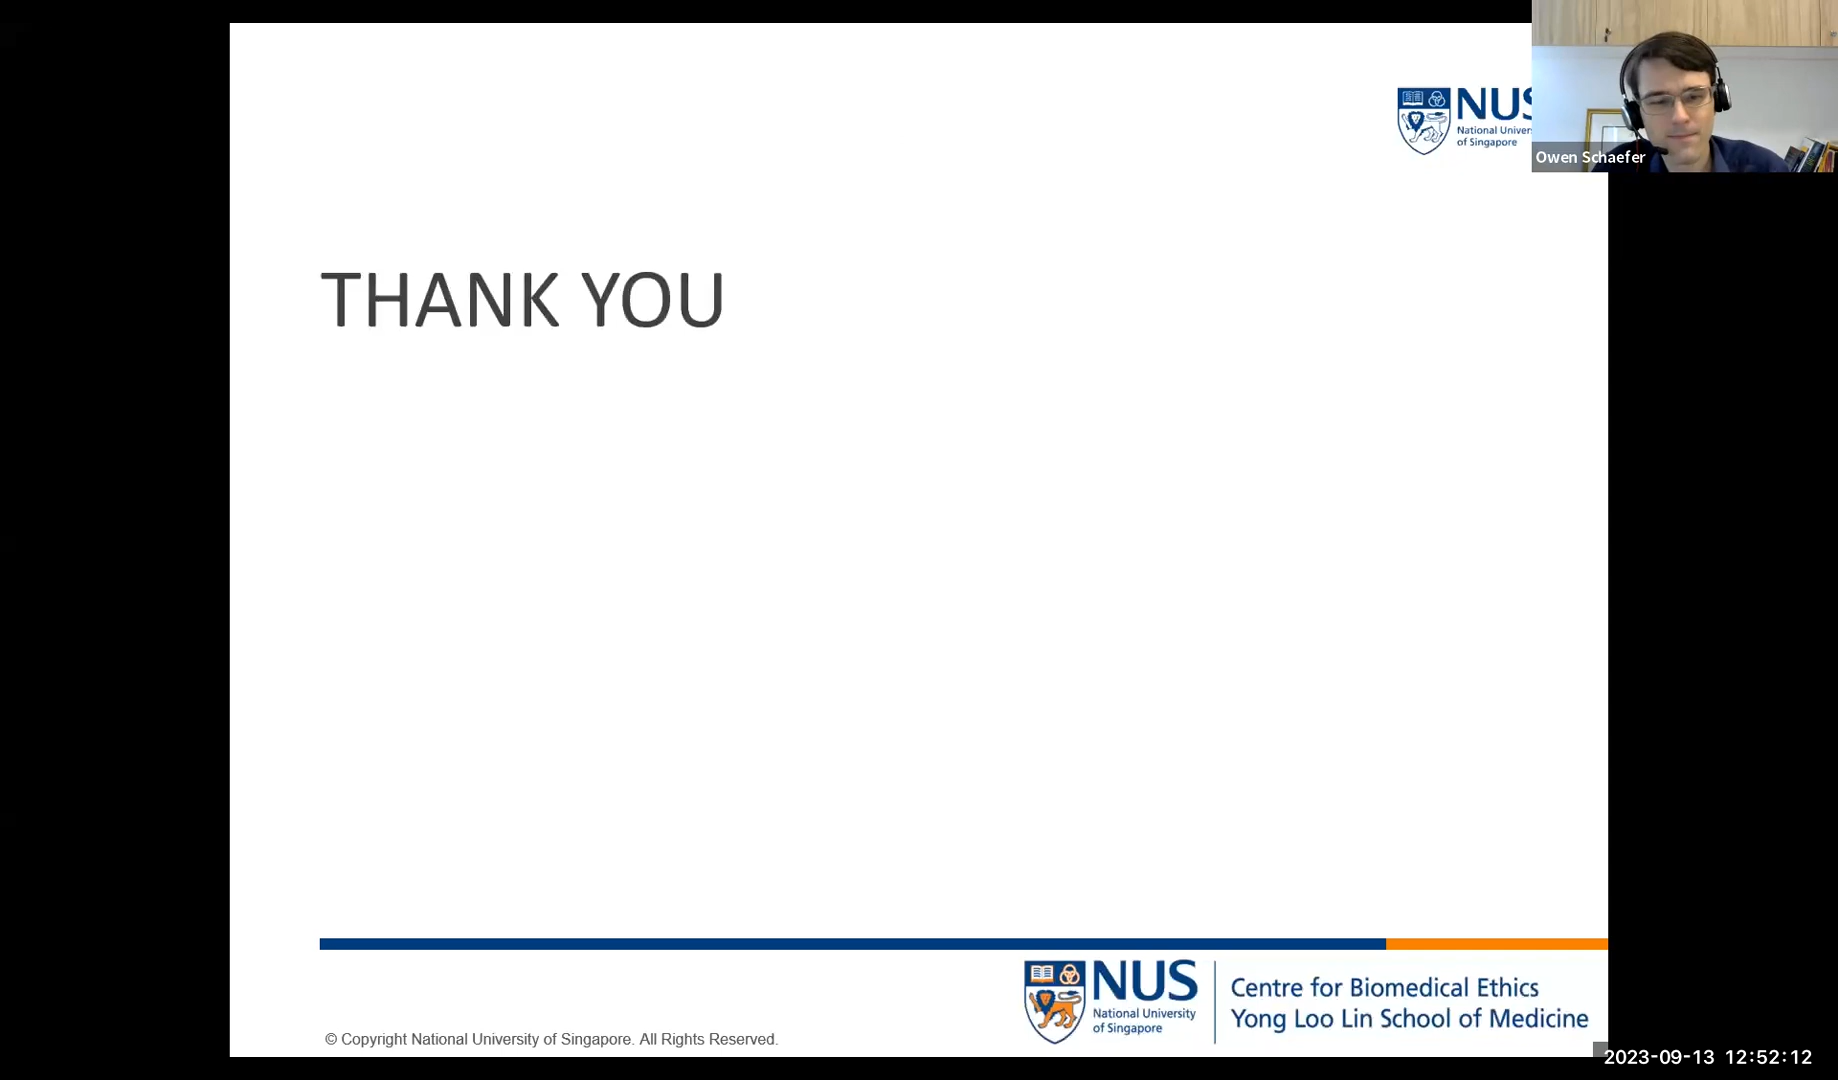 NUS
National Univer
of Singapore
Owen Schaefer
THANK YOU
NUS
National University
of Singapore
Centre for Biomedical Ethics
Yong Loo Lin School of Medicine
© Copyright National University of Singapore. All Rights Reserved.
2023-09-13 12:52:12